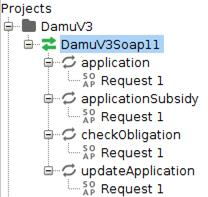 Projects
DamuV3
DamuV3Soap11
application
SOAP Request 1
applicationSubsidy
SOAP Request 1
checkObligation
SOAP Request 1
updateApplication
SOAP Request 1